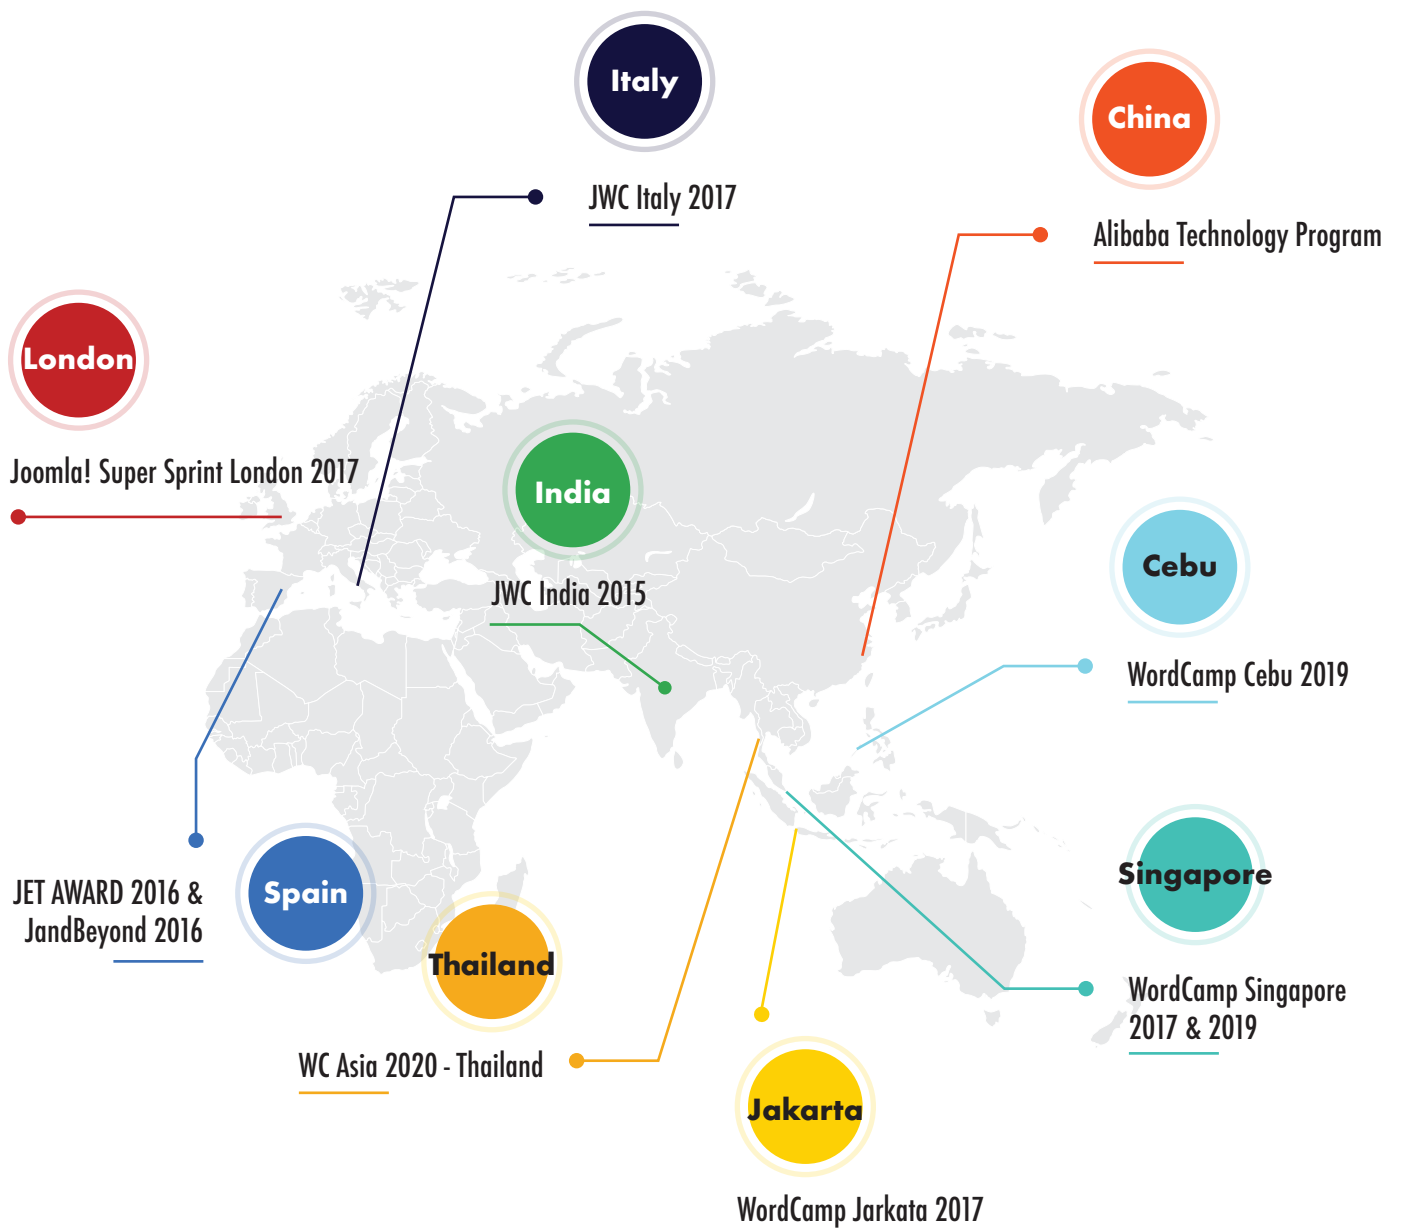 Italy
JWC Italy 2017
China
Alibaba Technology Program
London
Joomla! Super Sprint London 2017
India
JWC India 2015
Cebu
WordCamp Cebu 2019
Spain
JET AWARD 2016 &
JandBeyond 2016
Singapore
WordCamp Singapore
2017 & 2019
Thailand
WC Asia 2020 - Thailand
Jakarta
WordCamp Jarkata 2017